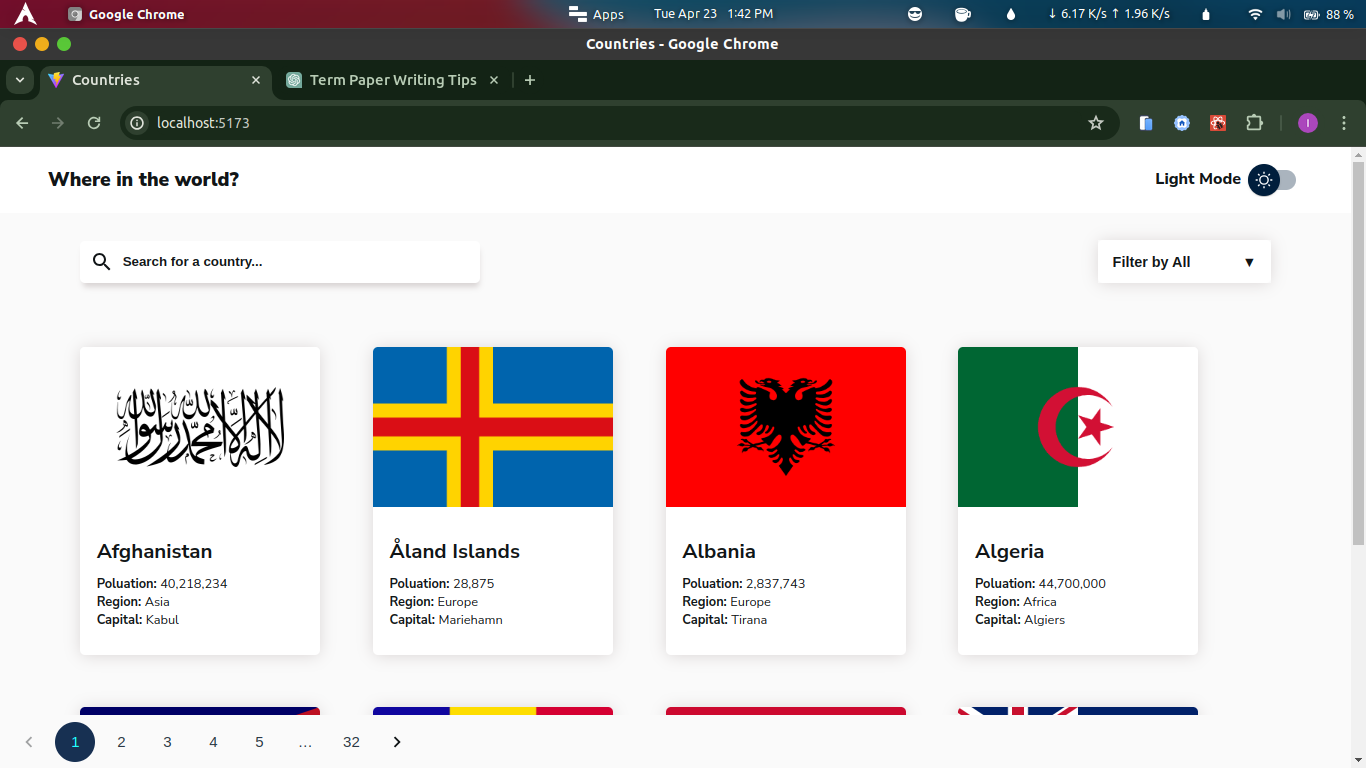 Google Chrome
Apps
Tue Apr 23 1:42 PM
↓ 6.17 K/s ↑ 1.96 K/s
88 %
Countries - Google Chrome
Countries
Term Paper Writing Tips
localhost:5173
I
Where in the world?
Light Mode
Search for a country...
Filter by All
لا إله إلا الله محمد رسول الله
Afghanistan
Poluation: 40,218,234
Region: Asia
Capital: Kabul
Åland Islands
Poluation: 28,875
Region: Europe
Capital: Mariehamn
Albania
Poluation: 2,837,743
Region: Europe
Capital: Tirana
Algeria
Poluation: 44,700,000
Region: Africa
Capital: Algiers
1 2 3 4 5 … 32